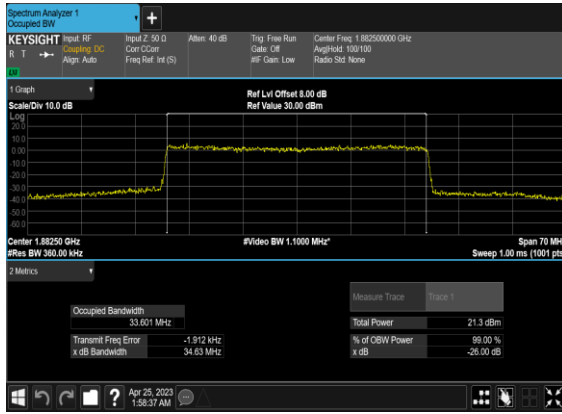 Spectrum Analyzer 1
Occupied BW
+
KEYSIGHT
R T
LXI
Input: RF
Coupling: DC
Align: Auto
Input Z: 50 Ω
Corr CCorr
Freq Ref: Int (S)
Atten: 40 dB
Trig: Free Run
Gate: Off
#IF Gain: Low
Center Freq: 1.882500000 GHz
Avg|Hold: 100/100
Radio Std: None
1 Graph
Scale/Div 10.0 dB
Ref Lvl Offset 8.00 dB
Ref Value 30.00 dBm
Log
20.0
10.0
0.00
-10.0
-20.0
-30.0
-40.0
-50.0
-60.0
Center 1.88250 GHz
#Res BW 360.00 kHz
#Video BW 1.1000 MHz*
Span 70 MH
Sweep 1.00 ms (1001 pts
2 Metrics
Measure Trace Trace 1
Occupied Bandwidth
33.601 MHz
Total Power 21.3 dBm
Transmit Freq Error -1.912 kHz
% of OBW Power 99.00 %
x dB Bandwidth 34.63 MHz
x dB -26.00 dB
?
Apr 25, 2023
1:58:37 AM